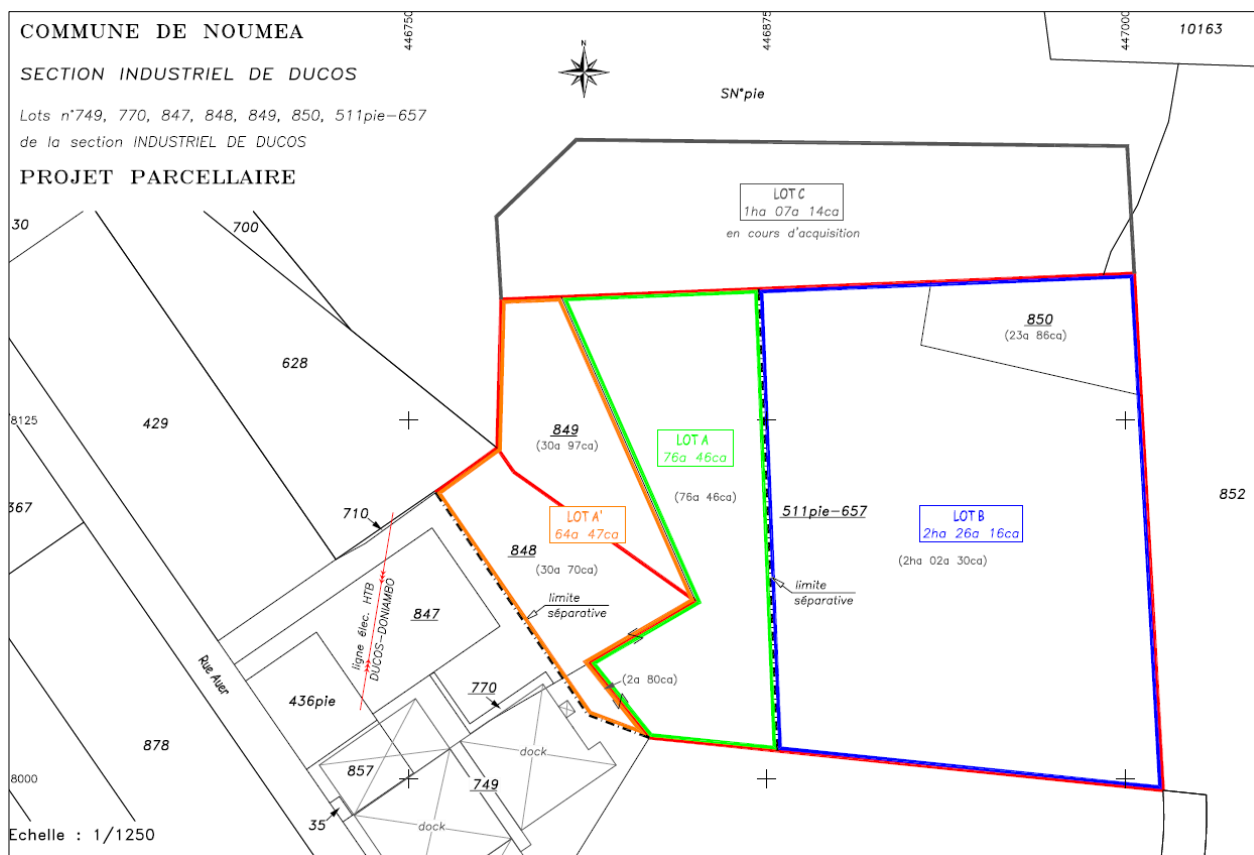 COMMUNE DE NOUMEA
SECTION INDUSTRIEL DE DUCOS
Lots n°749, 770, 847, 848, 849, 850, 511pie-657
de la section INDUSTRIEL DE DUCOS
PROJET PARCELLAIRE
446750
446875
447000
10163
N
SN°pie
LOT C
1ha 07a 14ca
en cours d'acquisition
30
700
628
429
850
(23a 86ca)
8125
849
(30a 97ca)
LOT A
76a 46ca
(76a 46ca)
852
367
710
LOT A'
64a 47ca
511pie-657
LOT B
2ha 26a 16ca
(2ha 02a 30ca)
848
(30a 70ca)
limite
séparative
limite
séparative
847
ligne élec. HTB
DUCOS-DONIAMBO
Rue Auer
436pie
770
(2a 80ca)
878
857
dock
749
8000
35
dock
Echelle : 1/1250